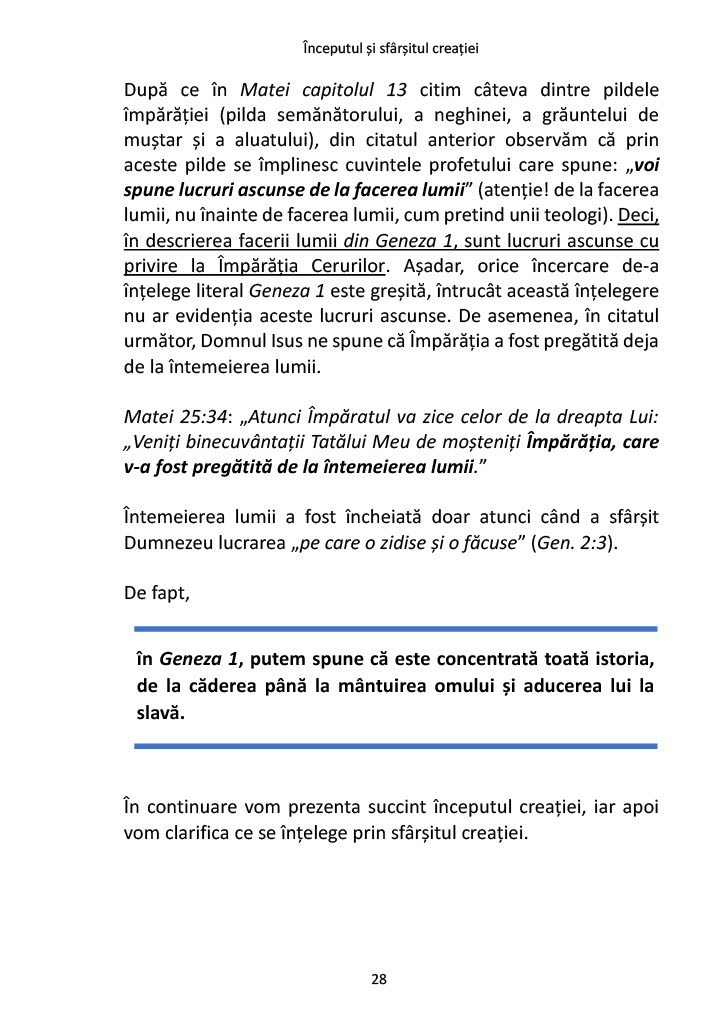 Începutul și sfârșitul creației
După ce în Matei capitolul 13 citim câteva dintre pildele
împărăției (pilda semănătorului, a neghinei, a grăuntelui de
muștar și a aluatului), din citatul anterior observăm că prin
aceste pilde se împlinesc cuvintele profetului care spune: „voi
spune lucruri ascunse de la facerea lumii” (atenție! de la facerea
lumii, nu înainte de facerea lumii, cum pretind unii teologi). Deci,
în descrierea facerii lumii din Geneza 1, sunt lucruri ascunse cu
privire la Împărăția Cerurilor. Așadar, orice încercare de-a
înțelege literal Geneza 1 este greșită, întrucât această înțelegere
nu ar evidenția aceste lucruri ascunse. De asemenea, în citatul
următor, Domnul Isus ne spune că Împărăția a fost pregătită deja
de la întemeierea lumii.
Matei 25:34: „Atunci Împăratul va zice celor de la dreapta Lui:
„Veniți binecuvântații Tatălui Meu de moșteniți Împărăția, care
v-a fost pregătită de la întemeierea lumii.”
Întemeierea lumii a fost încheiată doar atunci când a sfârșit
Dumnezeu lucrarea „pe care o zidise și o făcuse” (Gen. 2:3).
De fapt,
în Geneza 1, putem spune că este concentrată toată istoria,
de la căderea până la mântuirea omului și aducerea lui la
slavă.
În continuare vom prezenta succint începutul creației, iar apoi
vom clarifica ce se înțelege prin sfârșitul creației.
28